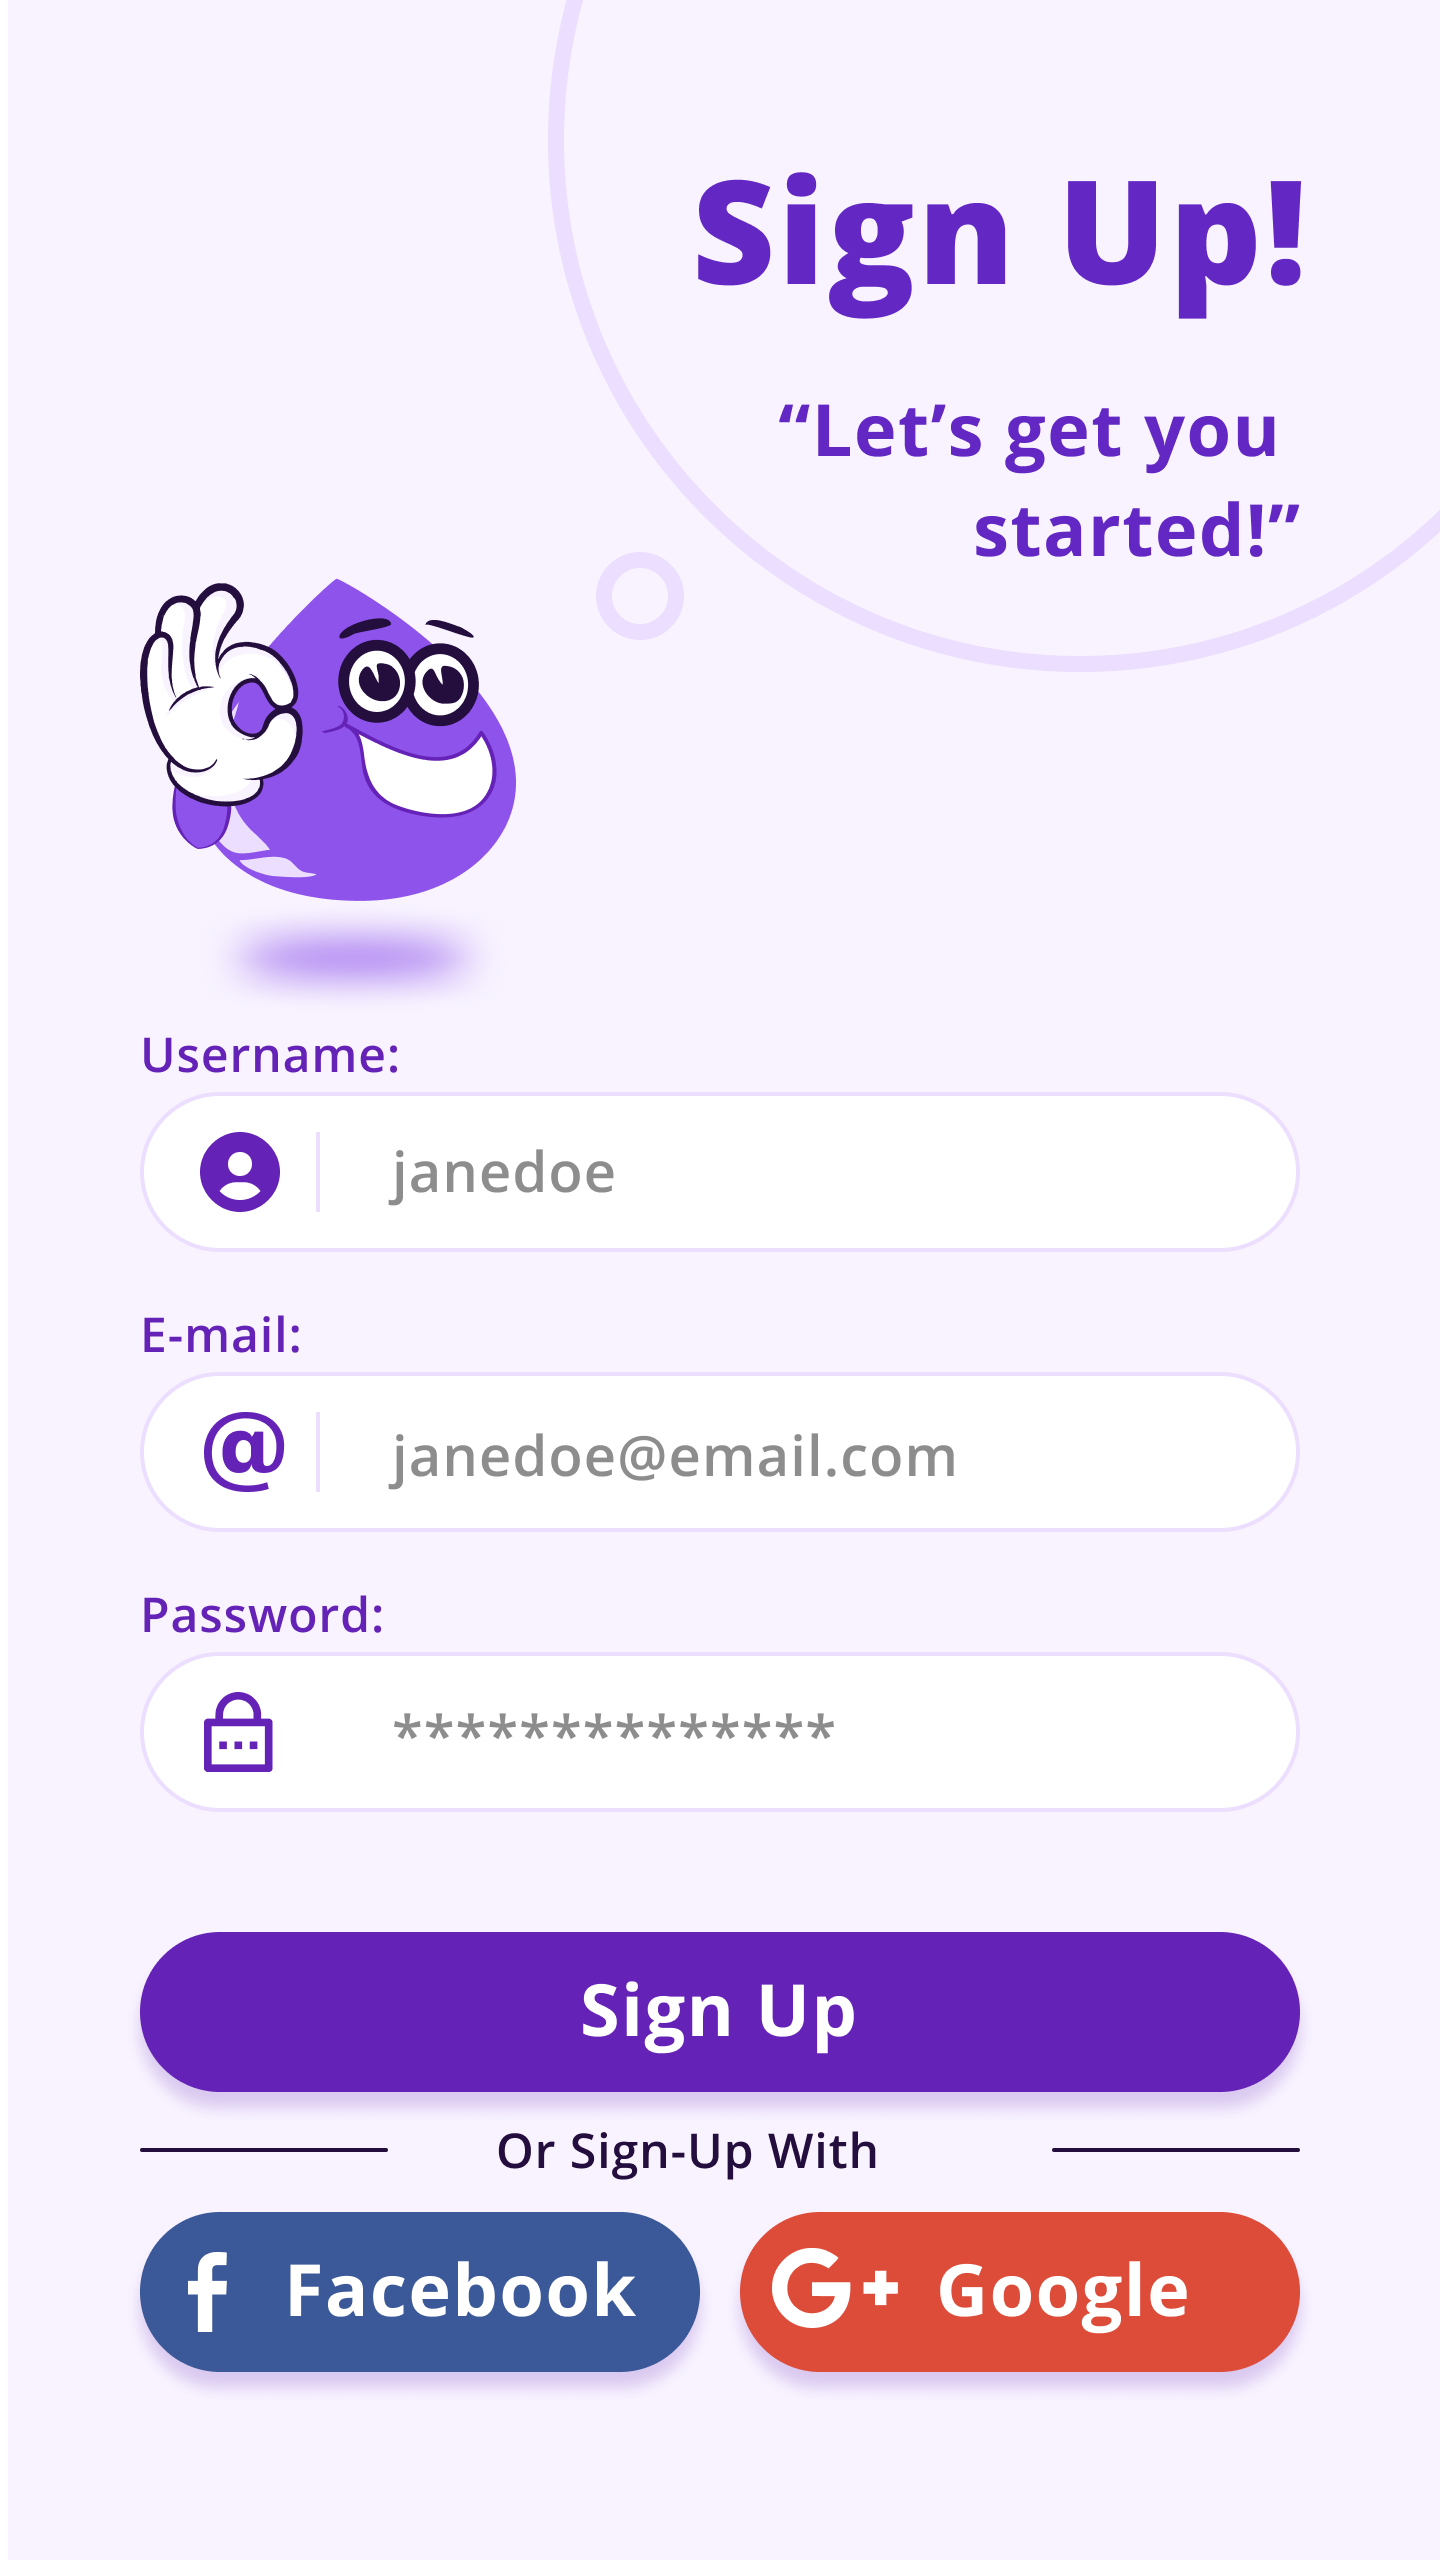 Sign Up!
“Let’s get you
started!”
Username:
janedoe
E-mail:
@ janedoe@email.com
Password:
**************
Sign Up
Or Sign-Up With
f Facebook
G+ Google